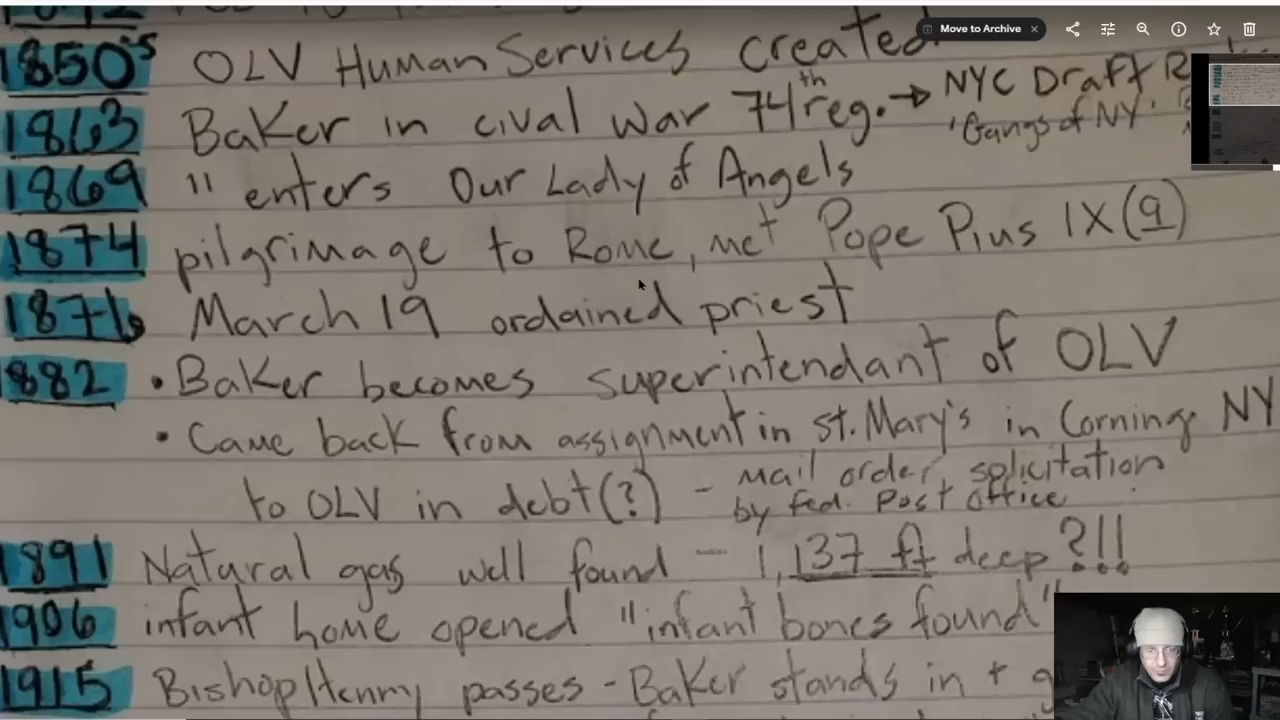 Move to Archive
1850's OLV Human Services created
1863 Baker in cival war 74th reg. → NYC Draft
'Gangs of NY'
1869 " enters Our Lady of Angels
1874 pilgrimage to Rome, met Pope Pius IX (9)
1876 March 19 ordained priest
1882 • Baker becomes superintendant of OLV
• Came back from assignment in St. Mary's in Corning NY
to OLV in debt(?) - mail order solicitation
by fed. Post office
1891 Natural gas well found - 1,137 ft deep?!!
1906 infant home opened "infant bones found"
1915 Bishop Henny passes - Baker stands in +